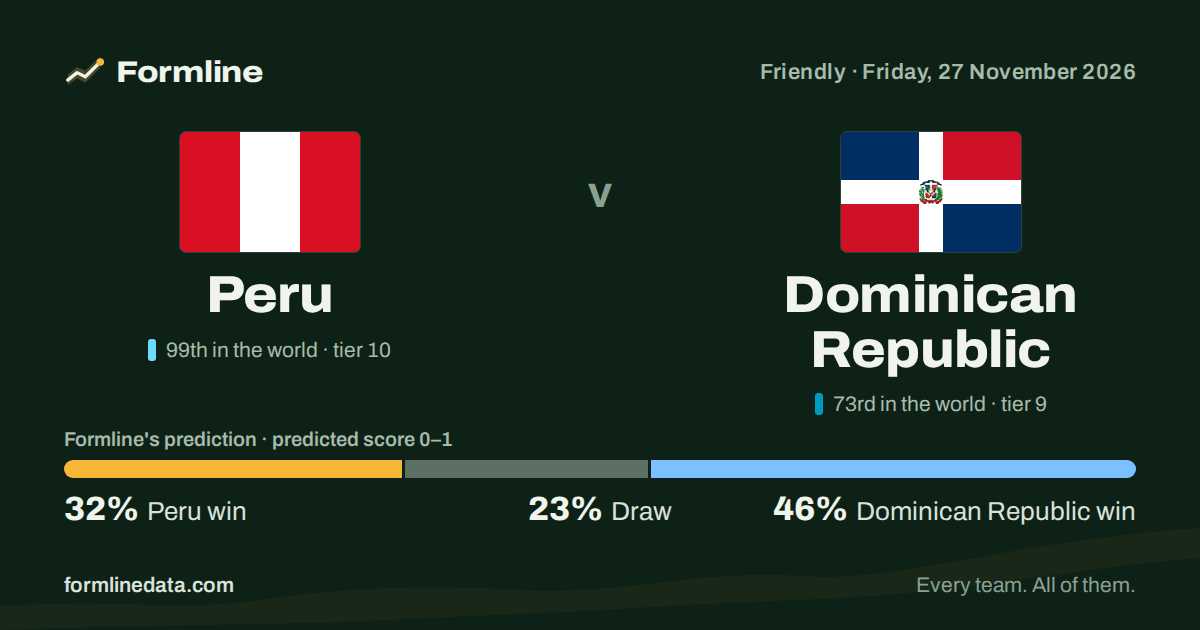 Formline
Friendly · Friday, 27 November 2026
V
Peru
99th in the world · tier 10
Dominican
Republic
73rd in the world · tier 9
Formline's prediction · predicted score 0–1
32% Peru win
23% Draw
46% Dominican Republic win
formlinedata.com
Every team. All of them.